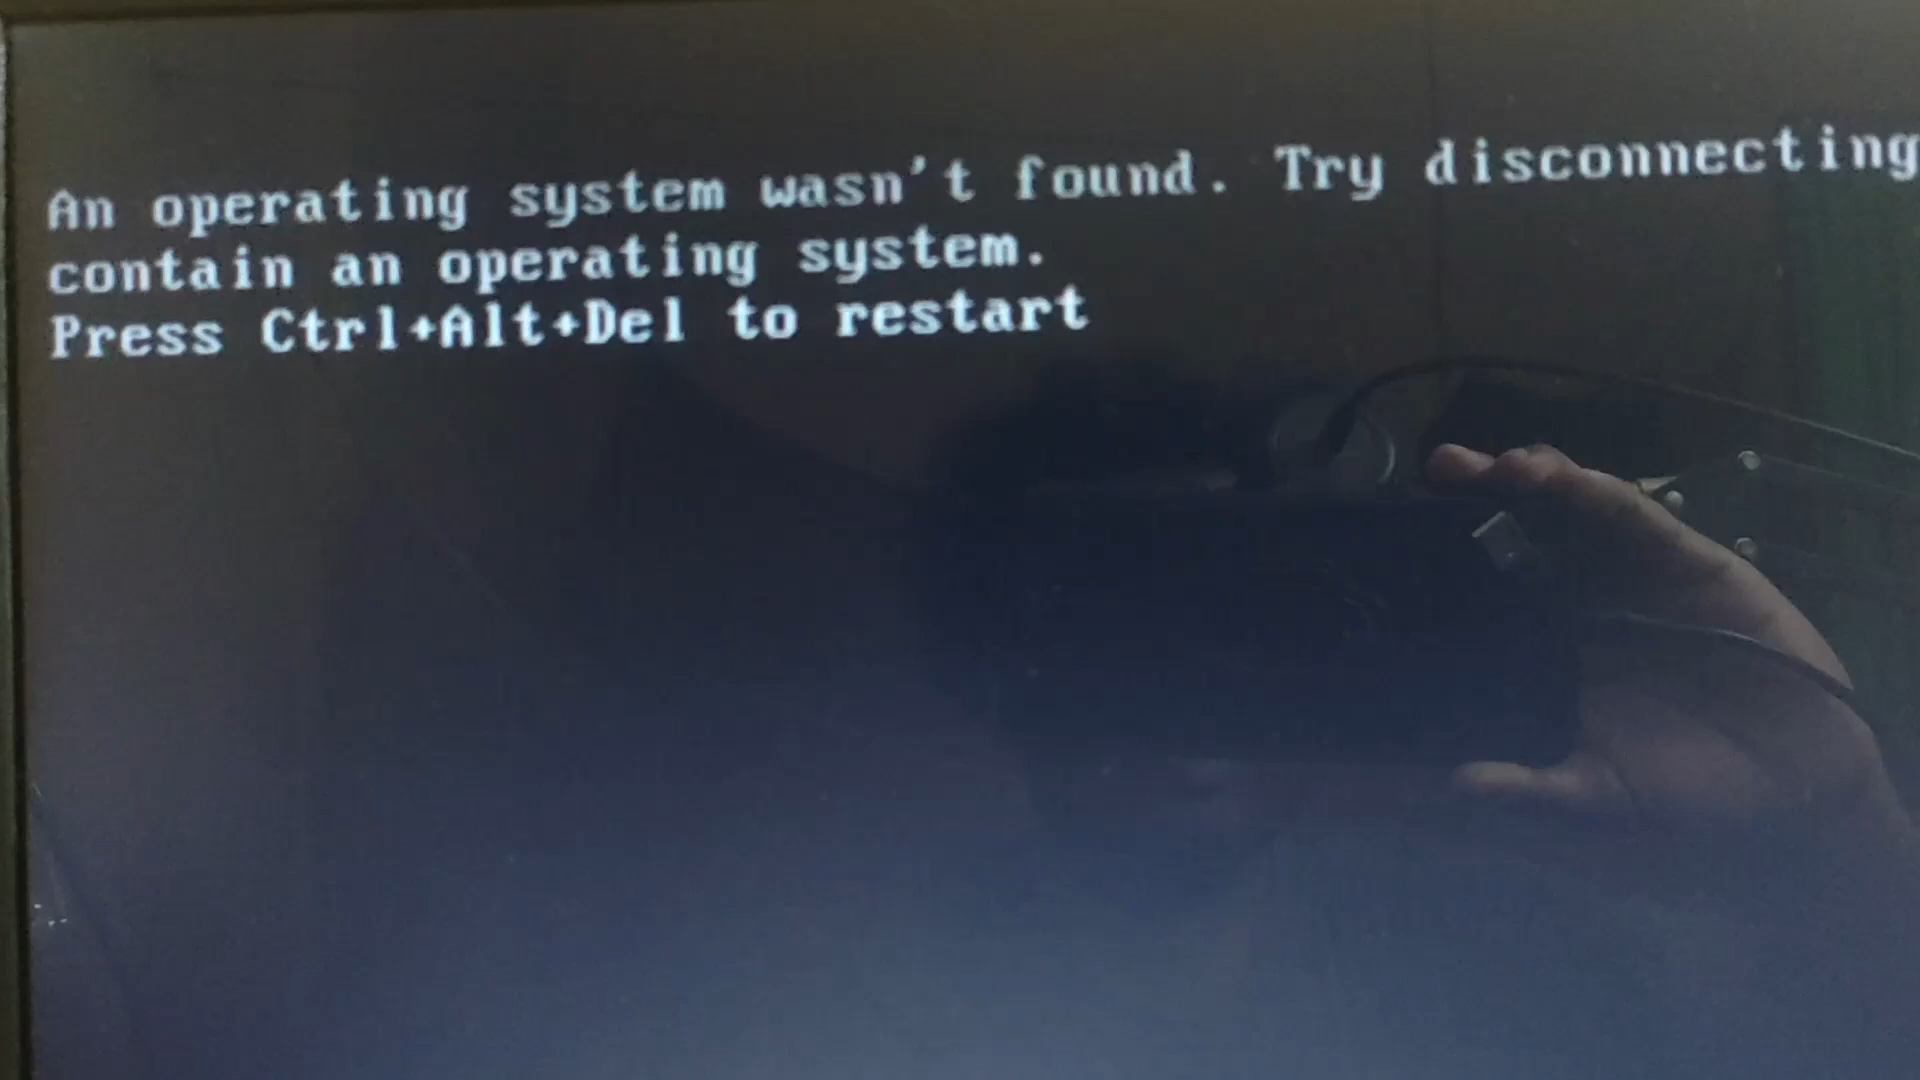 An operating system wasn't found. Try disconnecting
contain an operating system.
Press Ctrl+Alt+Del to restart